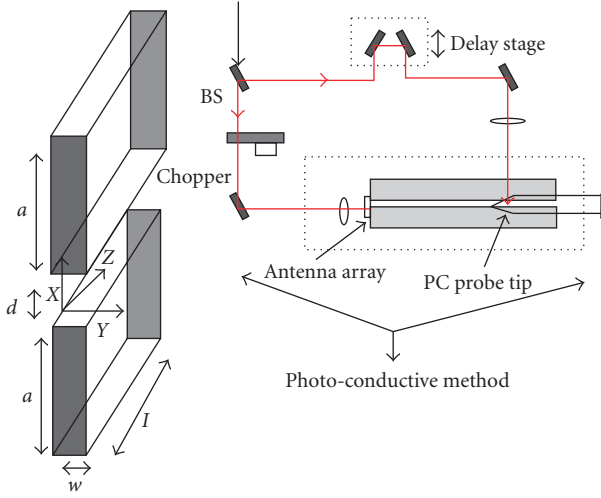 Delay stage
BS
Chopper
a
Z
X
Antenna array
PC probe tip
d
Y
Photo-conductive method
a
I
w